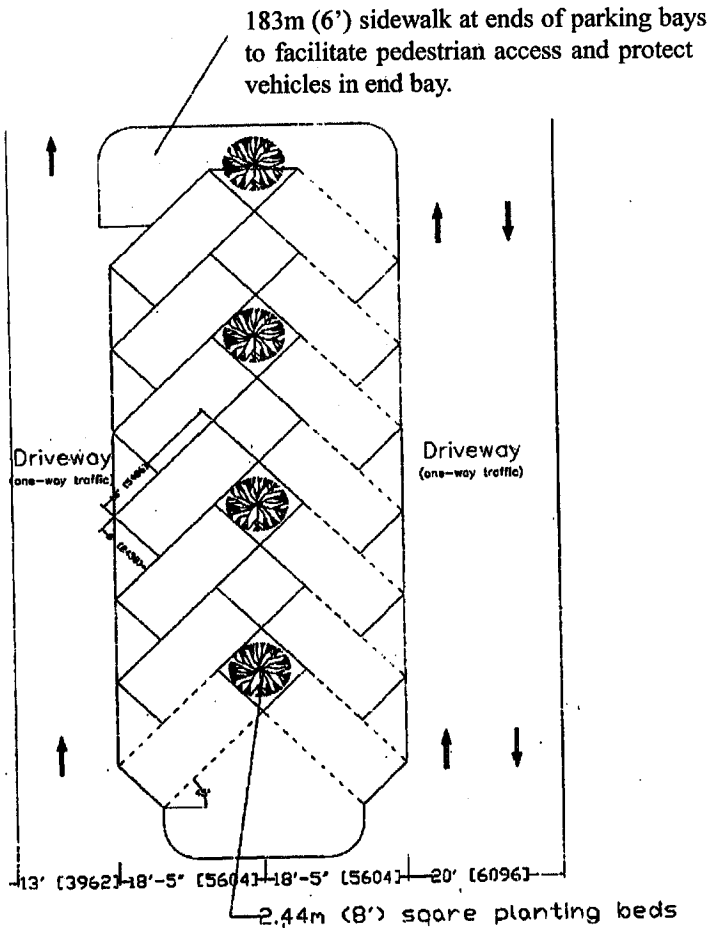 183m (6’) sidewalk at ends of parking bays
to facilitate pedestrian access and protect
vehicles in end bay.
Driveway
(one-way traffic)
Driveway
(one-way traffic)
45°
13' [3962] 18'-5" [5604] 18'-5" [5604] 20' [6096]
2.44m (8') sqare planting beds